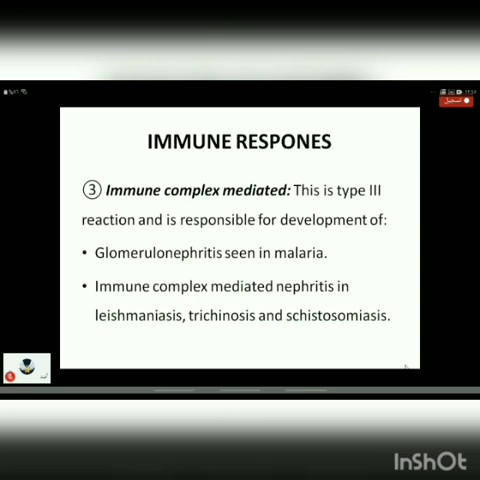 تسجيل
IMMUNE RESPONES
③ Immune complex mediated: This is type III
reaction and is responsible for development of:
• Glomerulonephritis seen in malaria.
• Immune complex mediated nephritis in
leishmaniasis, trichinosis and schistosomiasis.
InShOt